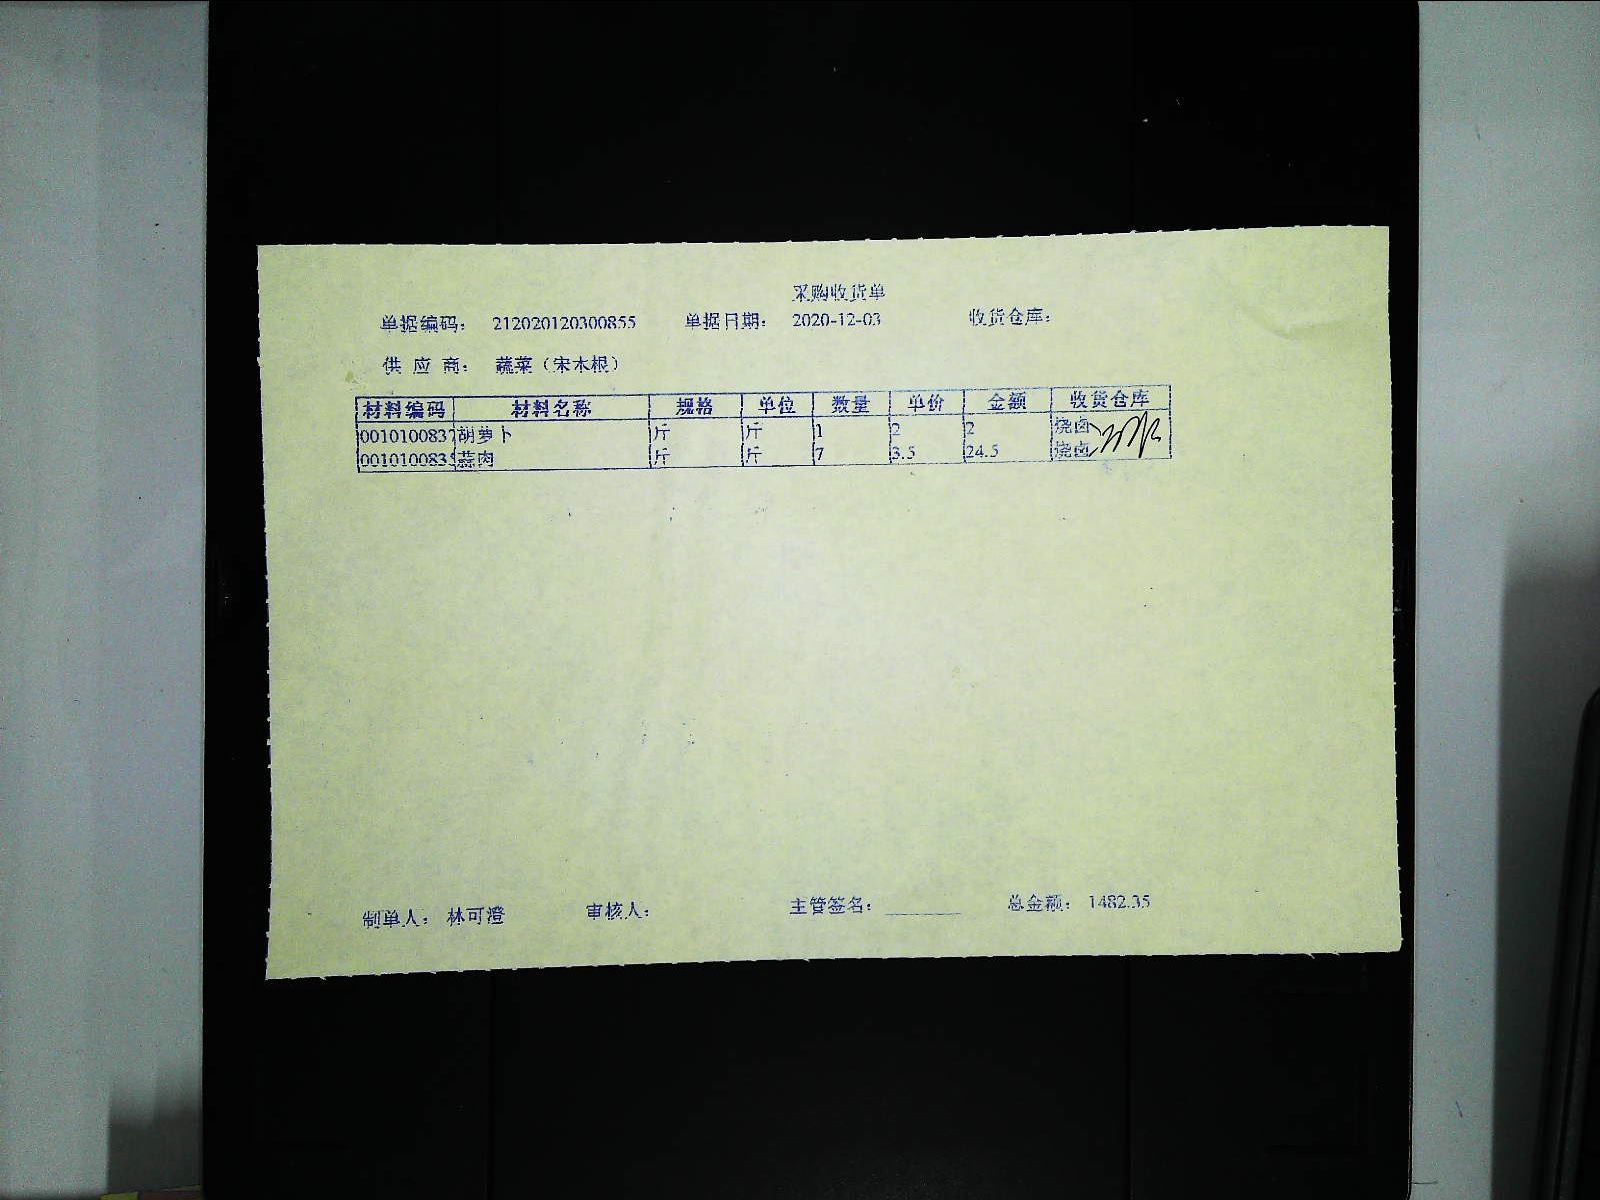 采购收货单
单据编码： 212020120300855 单据日期： 2020-12-03 收货仓库：
供 应 商： 蔬菜（宋木根）
材料编码 材料名称 规格 单位 数量 单价 金额 收货仓库
0010100837 胡萝卜 斤 斤 1 2 2 烧卤
001010083 蒜肉 斤 斤 7 3.5 24.5 烧卤
制单人： 林可澄 审核人： 主管签名： ________ 总金额： 1482.35